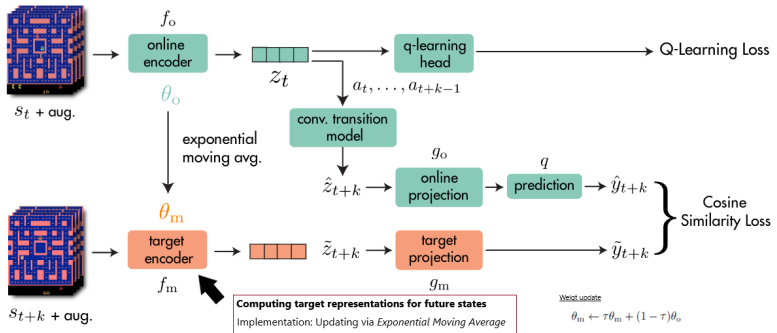 f_o
online
encoder
z_t
q-learning
head
Q-Learning Loss
s_t + aug.
θ_o
a_t, . . . , a_{t+k−1}
exponential
moving avg.
conv. transition
model
g_o
q
ẑ_{t+k}
online
projection
prediction
ŷ_{t+k}
Cosine
Similarity Loss
θ_m
target
encoder
z̃_{t+k}
target
projection
ỹ_{t+k}
f_m
g_m
s_{t+k} + aug.
Computing target representations for future states
Implementation: Updating via Exponential Moving Average
Weigt update
θ_m ← τθ_m + (1 − τ)θ_o